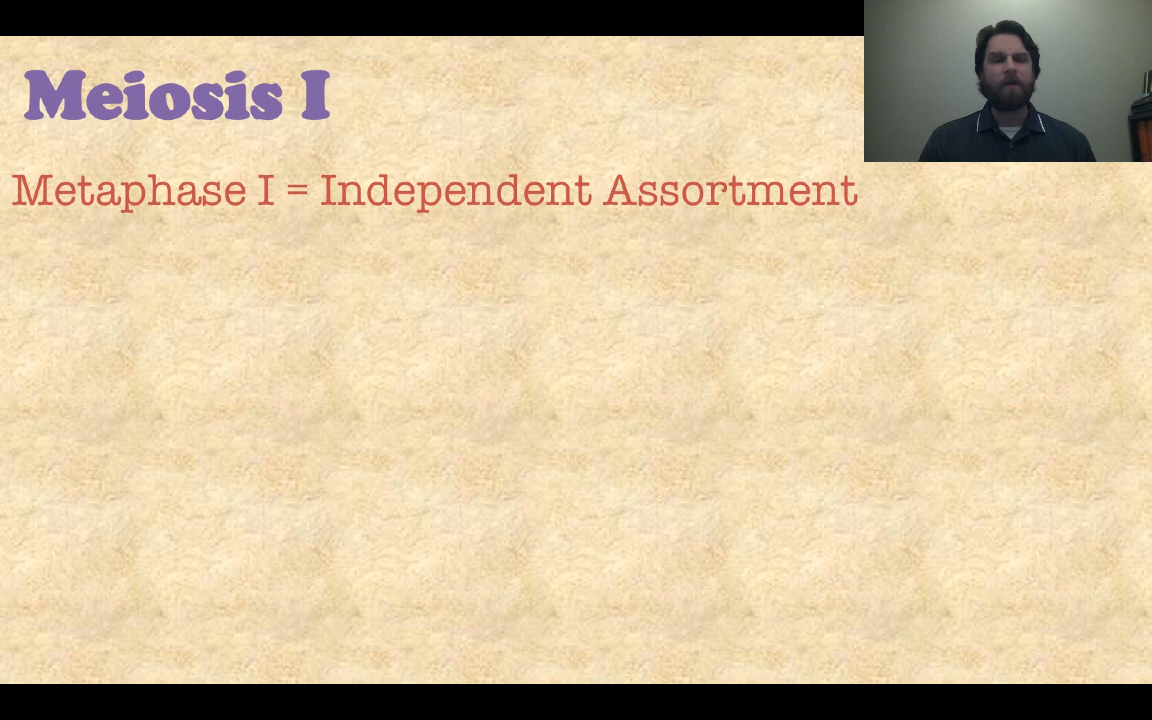 Meiosis I
Metaphase I = Independent Assortment